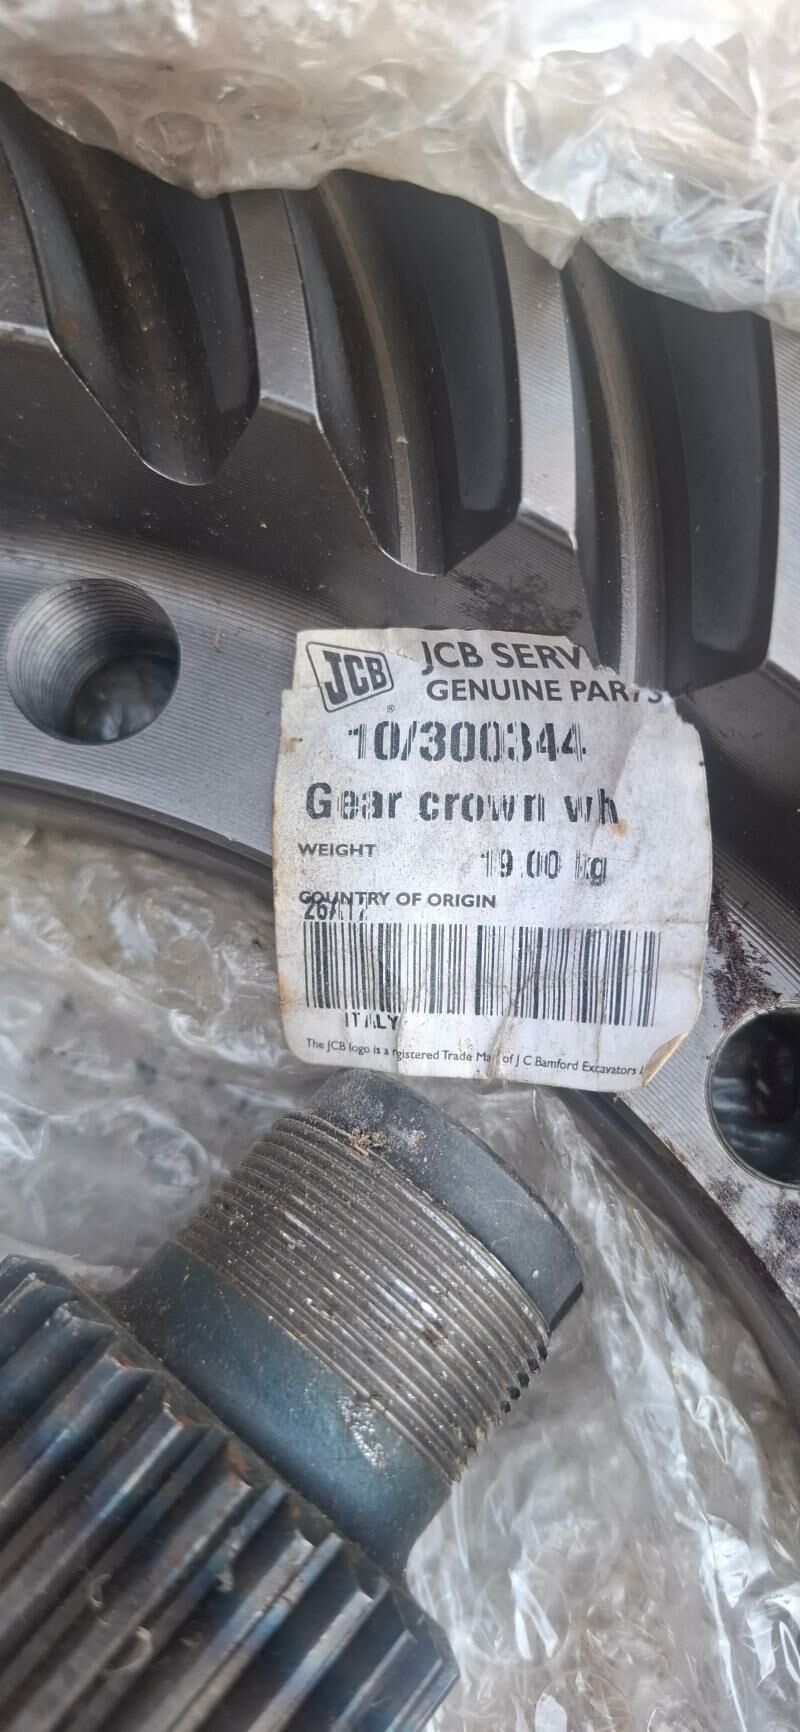 JCB
JCB SERV
GENUINE PARTS
®
10/300344
Gear crown wh
WEIGHT
19.00 kg
COUNTRY OF ORIGIN
ITALY
The JCB logo is a registered Trade Ma of J C Bamford Excavators